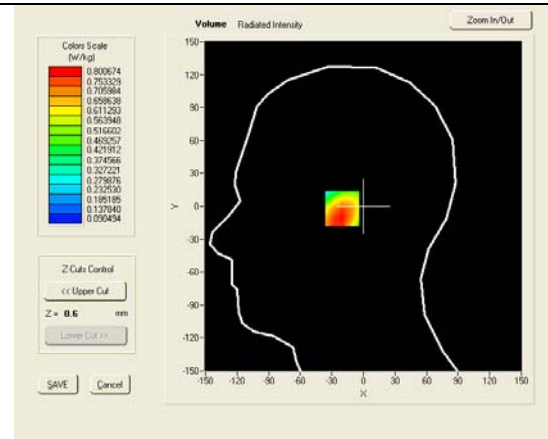 Volume Radiated Intensity
Zoom In/Out
Colors Scale
(W/kg)
0.800674
0.753329
0.705984
0.658638
0.611293
0.563948
0.516602
0.469257
0.421912
0.374566
0.327221
0.279876
0.232530
0.185185
0.137840
0.090494
Z-Cuts Control
<< Upper Cut
Z = 0.6 mm
Lower Cut >>
SAVE Cancel
150
120
90
60
30
0
-30
-60
-90
-120
-150
Y
-150 -120 -90 -60 -30 0 30 60 90 120 150
X